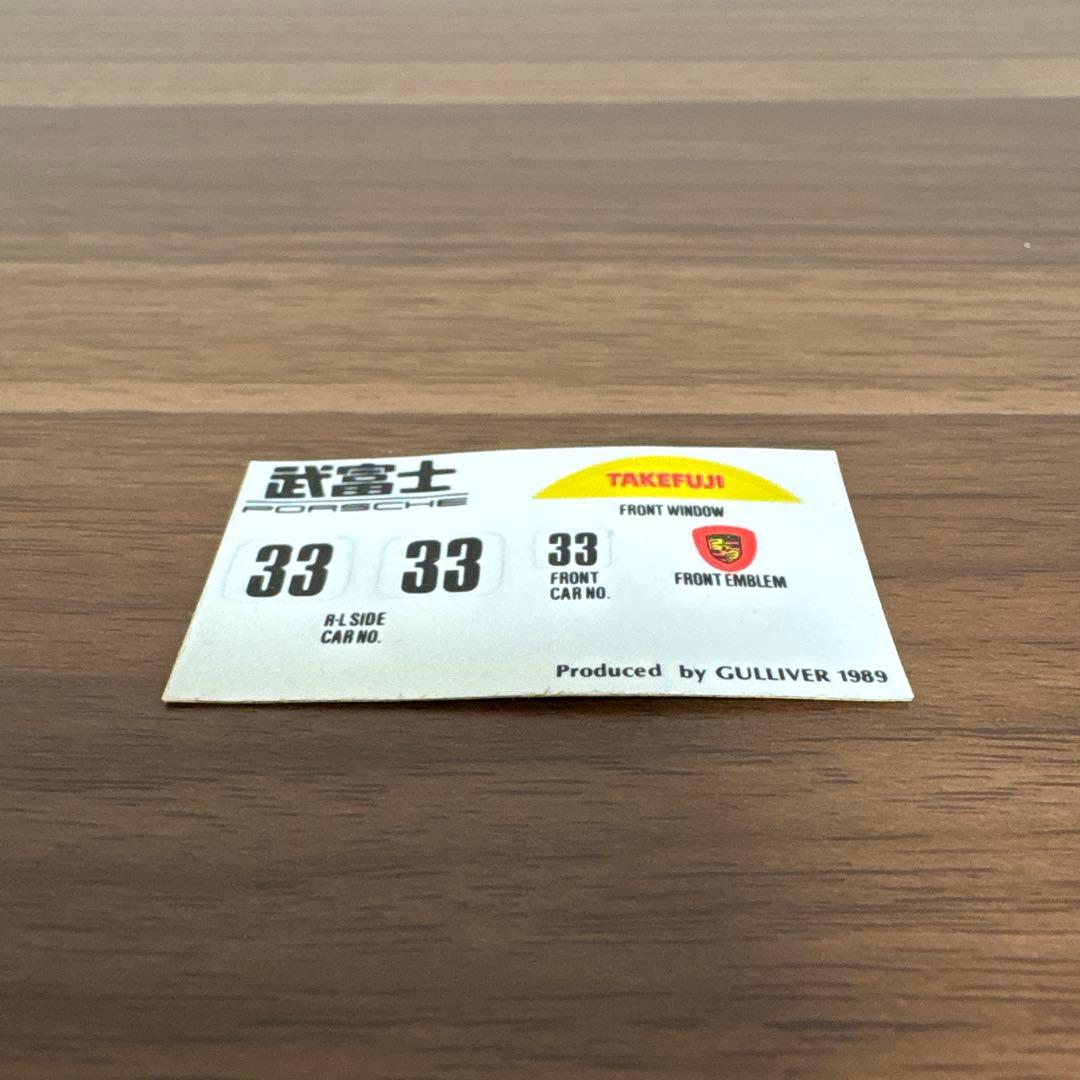 武富士
PORSCHE
TAKEFUJI
FRONT WINDOW
33
33
R·L SIDE
CAR NO.
33
FRONT
CAR NO.
FRONT EMBLEM
Produced by GULLIVER 1989